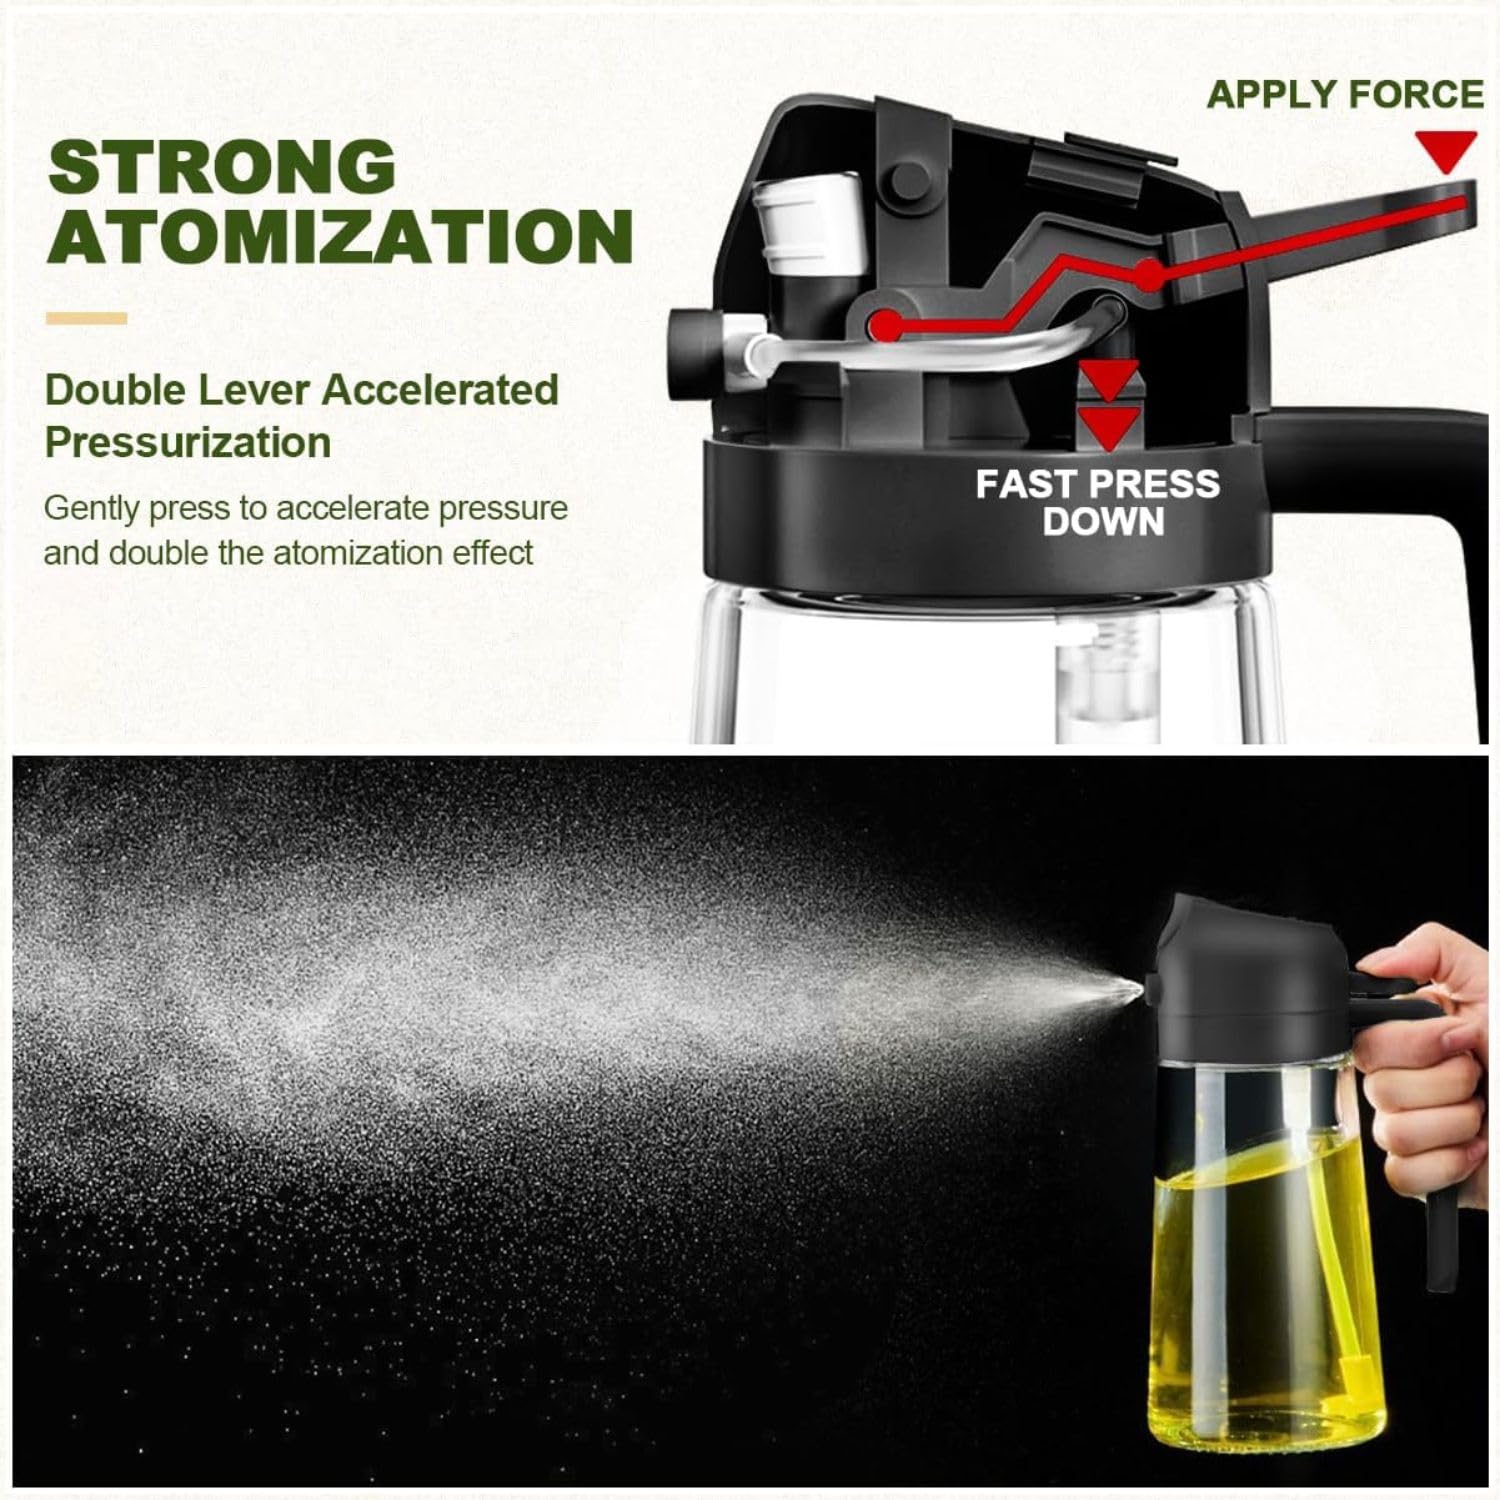 APPLY FORCE
STRONG
ATOMIZATION
Double Lever Accelerated
Pressurization
Gently press to accelerate pressure
and double the atomization effect
FAST PRESS
DOWN